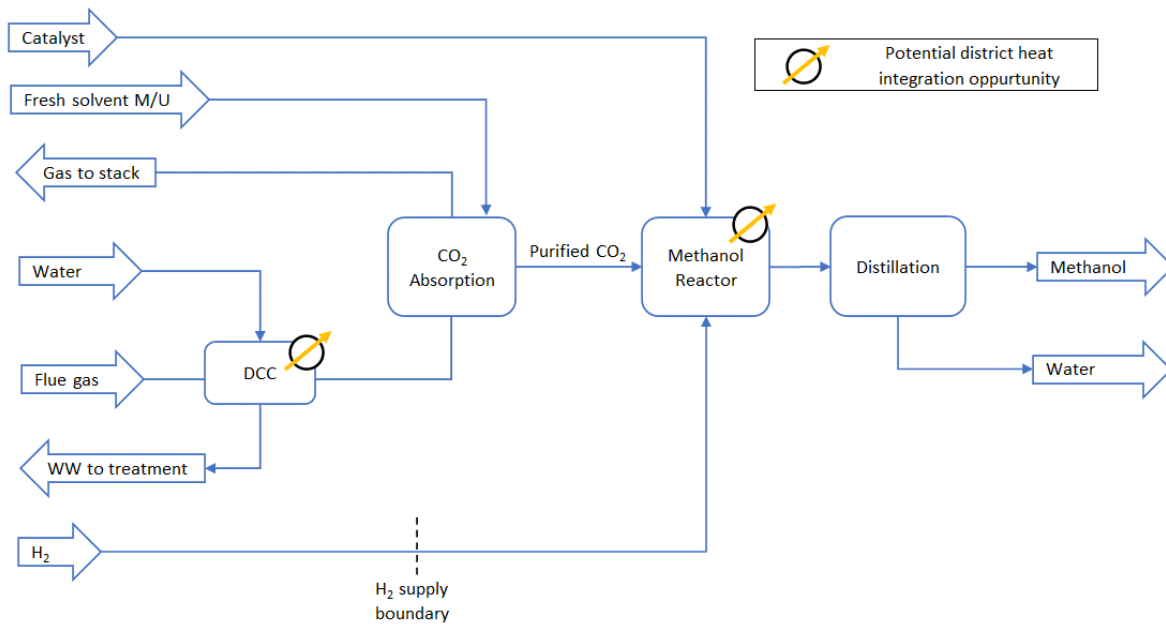 Catalyst
Potential district heat
integration oppurtunity
Fresh solvent M/U
Gas to stack
CO₂
Absorption
Purified CO₂
Methanol
Reactor
Distillation
Methanol
Water
DCC
Flue gas
Water
WW to treatment
H₂
H₂ supply
boundary